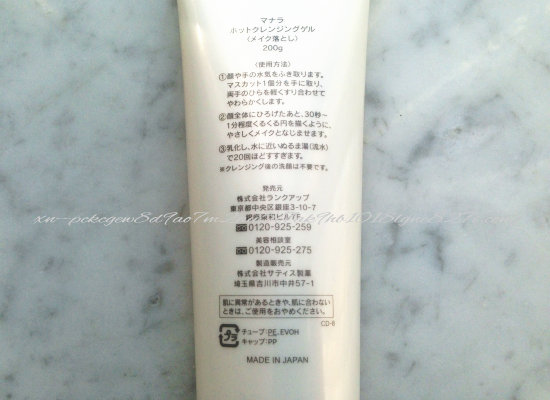 マナラ
ホットクレンジングゲル
(メイク落とし)
200g
〈使用方法〉
①顔や手の水気をふき取ります。
マスカット1個分を手に取り、
両手のひらを軽くすり合わせて
やわらかくします。
②顔全体にひろげたあと、30秒〜
1分程度くるくる円を描くように、
やさしくメイクとなじませます。
③乳化し、水に近いぬるま湯(流水)
で20回ほどすすぎます。
※クレンジング後の洗顔は不要です。
発売元
株式会社ランクアップ
東京都中央区銀座3-10-7
0120-925-259
美容相談室
0120-925-275
製造販売元
株式会社サティス製薬
埼玉県吉川市中井57-1
肌に異常があるときや、肌に合わない
ときは、ご使用をおやめください。
CD-6
プラ
チューブ:PE、EVOH
キャップ:PP
MADE IN JAPAN